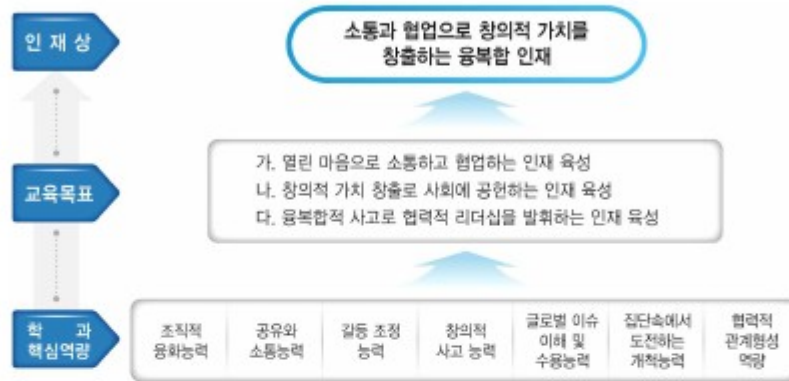 인 재 상
소통과 협업으로 창의적 가치를
창출하는 융복합 인재
교육목표
가. 열린 마음으로 소통하고 협업하는 인재 육성
나. 창의적 가치 창출로 사회에 공헌하는 인재 육성
다. 융복합적 사고로 협력적 리더십을 발휘하는 인재 육성
학 과
핵심역량
조직적
융화능력
공유와
소통능력
갈등 조정
능력
창의적
사고 능력
글로벌 이슈
이해 및
수용능력
집단속에서
도전하는
개척능력
협력적
관계형성
역량